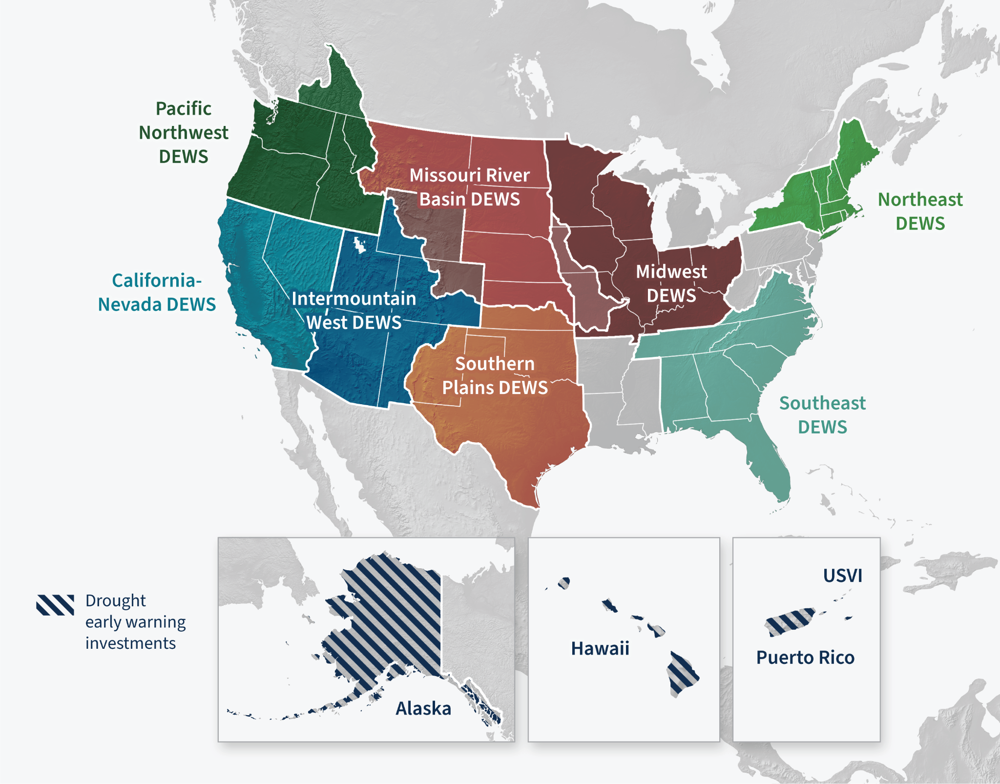 Pacific
Northwest
DEWS
Missouri River
Basin DEWS
Northeast
DEWS
California-
Nevada DEWS
Midwest
DEWS
Intermountain
West DEWS
Southern
Plains DEWS
Southeast
DEWS
Drought
early warning
investments
Alaska
Hawaii
USVI
Puerto Rico